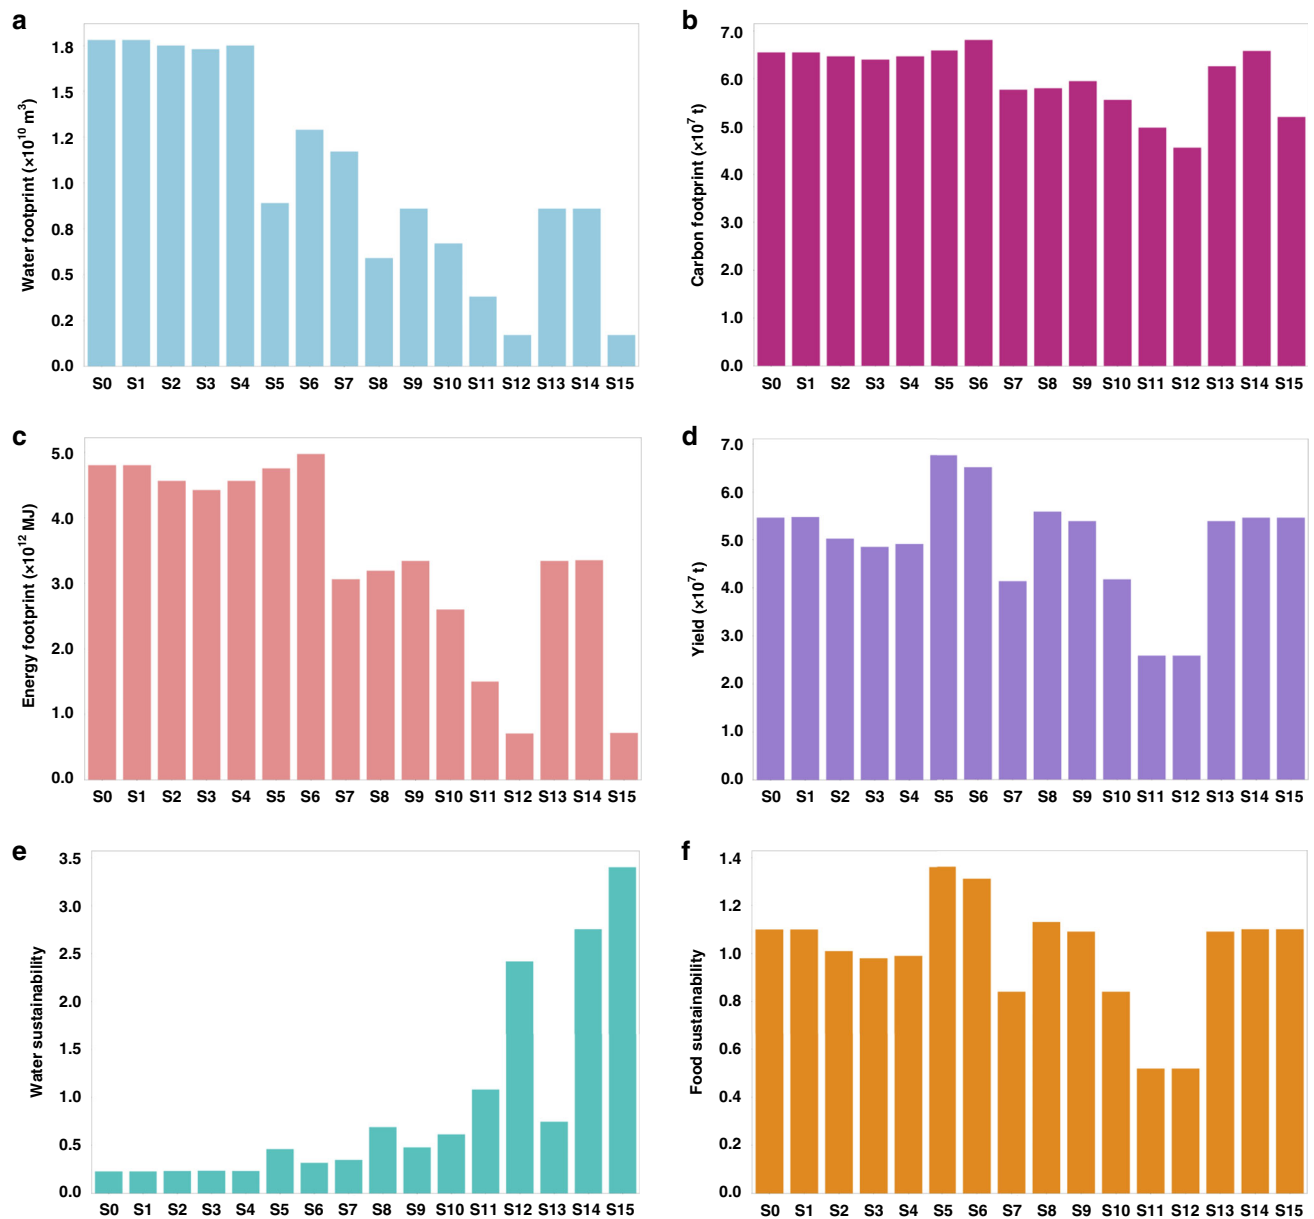 a
Water footprint (×10¹⁰ m³)
1.8
1.5
1.2
1.0
0.8
0.5
0.2
0.0
S0 S1 S2 S3 S4 S5 S6 S7 S8 S9 S10 S11 S12 S13 S14 S15
b
Carbon footprint (×10⁷ t)
7.0
6.0
5.0
4.0
3.0
2.0
1.0
0.0
S0 S1 S2 S3 S4 S5 S6 S7 S8 S9 S10 S11 S12 S13 S14 S15
c
Energy footprint (×10¹² MJ)
5.0
4.0
3.0
2.0
1.0
0.0
S0 S1 S2 S3 S4 S5 S6 S7 S8 S9 S10 S11 S12 S13 S14 S15
d
Yield (×10⁷ t)
7.0
6.0
5.0
4.0
3.0
2.0
1.0
0.0
S0 S1 S2 S3 S4 S5 S6 S7 S8 S9 S10 S11 S12 S13 S14 S15
e
Water sustainability
3.5
3.0
2.5
2.0
1.5
1.0
0.5
0.0
S0 S1 S2 S3 S4 S5 S6 S7 S8 S9 S10 S11 S12 S13 S14 S15
f
Food sustainability
1.4
1.2
1.0
0.8
0.6
0.4
0.2
0.0
S0 S1 S2 S3 S4 S5 S6 S7 S8 S9 S10 S11 S12 S13 S14 S15